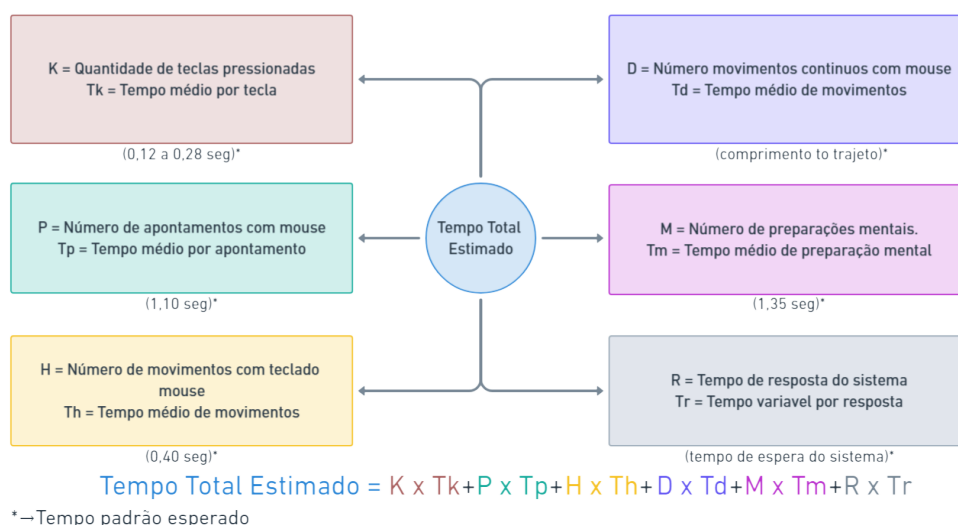 K = Quantidade de teclas pressionadas
Tk = Tempo médio por tecla
(0,12 a 0,28 seg)*
D = Número movimentos continuos com mouse
Td = Tempo médio de movimentos
(comprimento to trajeto)*
P = Número de apontamentos com mouse
Tp = Tempo médio por apontamento
(1,10 seg)*
Tempo Total
Estimado
M = Número de preparações mentais.
Tm = Tempo médio de preparação mental
(1,35 seg)*
H = Número de movimentos com teclado
mouse
Th = Tempo médio de movimentos
(0,40 seg)*
R = Tempo de resposta do sistema
Tr = Tempo variavel por resposta
(tempo de espera do sistema)*
Tempo Total Estimado = K x Tk+P x Tp+H x Th+D x Td+M x Tm+R x Tr
*→Tempo padrão esperado